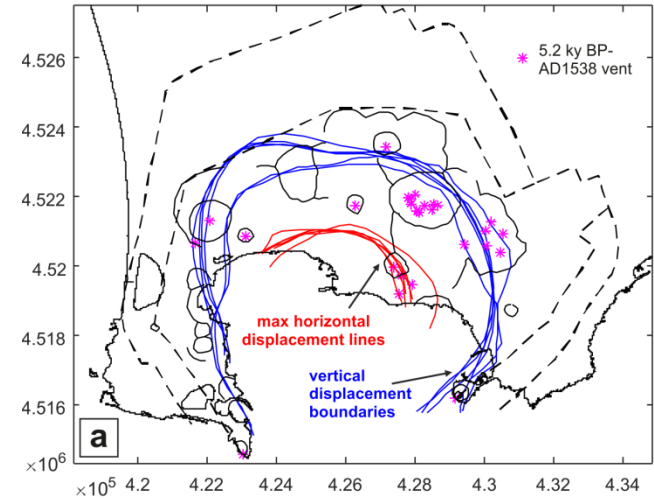 4.526
4.524
4.522
4.52
4.518
4.516
×10⁶
5.2 ky BP-
AD1538 vent
max horizontal
displacement lines
vertical
displacement
boundaries
a
×10⁵
4.2
4.22
4.24
4.26
4.28
4.3
4.32
4.34